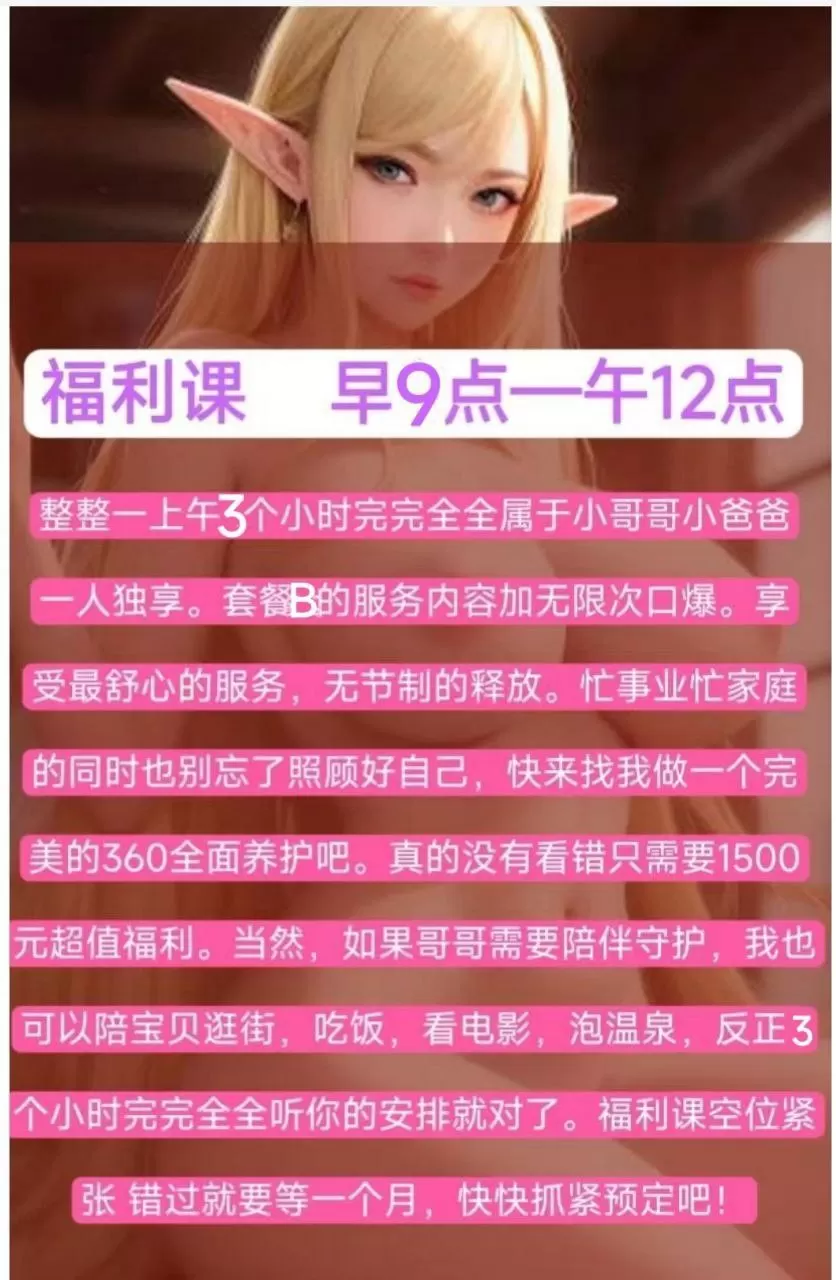 福利课 早9点—午12点
整整一上午3个小时完完全全属于小哥哥小爸爸
一人独享。套餐B的服务内容加无限次口爆。享
受最舒心的服务，无节制的释放。忙事业忙家庭
的同时也别忘了照顾好自己，快来找我做一个完
美的360全面养护吧。真的没有看错只需要1500
元超值福利。当然，如果哥哥需要陪伴守护，我也
可以陪宝贝逛街，吃饭，看电影，泡温泉，反正3
个小时完完全全听你的安排就对了。福利课空位紧
张 错过就要等一个月，快快抓紧预定吧！